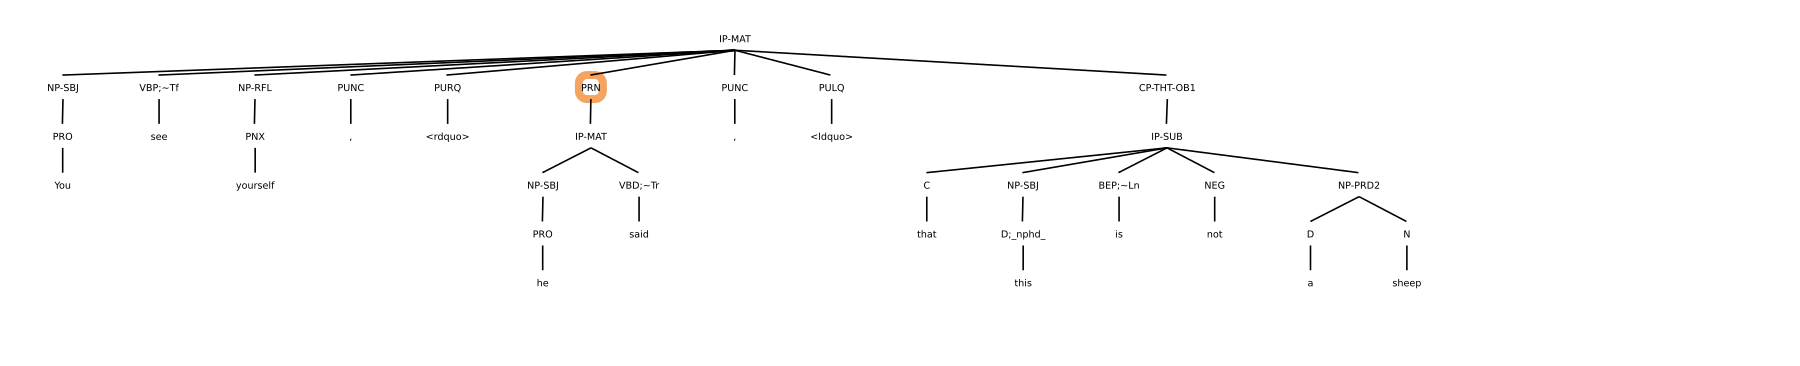 IP-MAT
NP-SBJ VBP;~Tf NP-RFL PUNC PURQ PRN PUNC PULQ CP-THT-OB1
PRO see PNX , <rdquo> IP-MAT , <ldquo> IP-SUB
You yourself NP-SBJ VBD;~Tr C NP-SBJ BEP;~Ln NEG NP-PRD2
PRO said that D;_nphd_ is not D N
he this a sheep